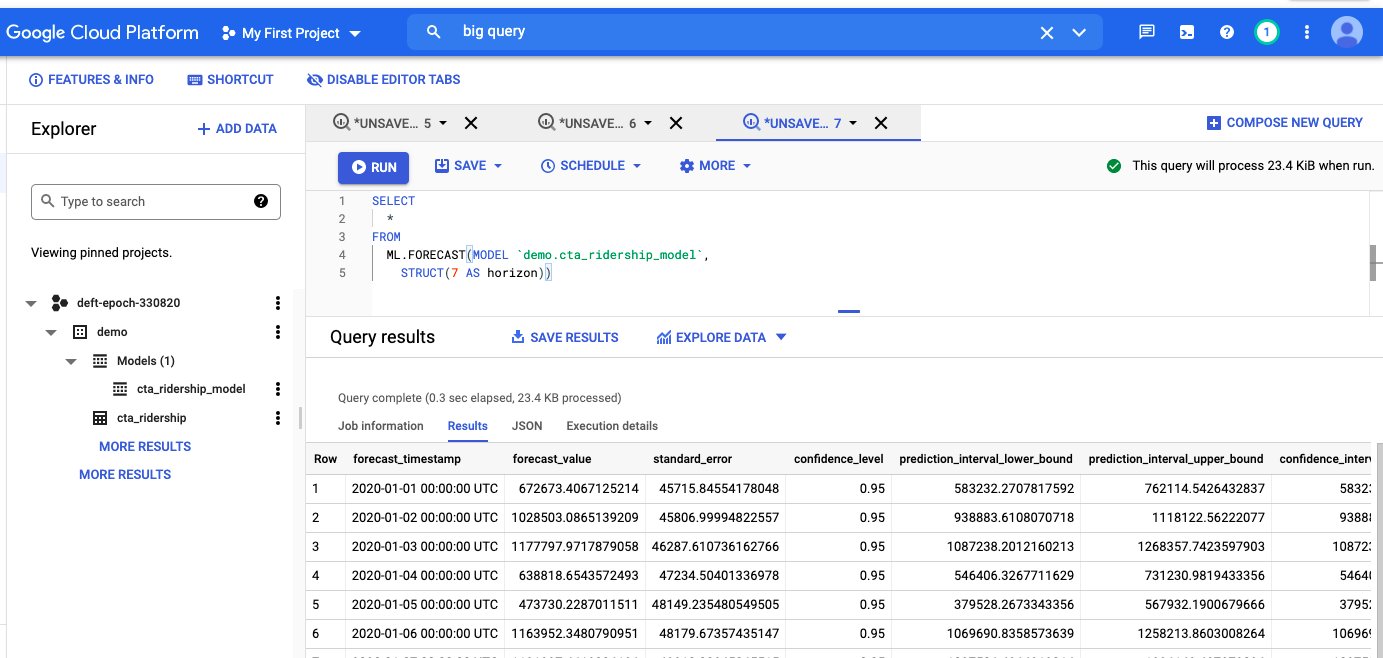 Google Cloud Platform My First Project big query 1
FEATURES & INFO SHORTCUT DISABLE EDITOR TABS
Explorer ADD DATA
Type to search
Viewing pinned projects.
deft-epoch-330820
demo
Models (1)
cta_ridership_model
cta_ridership
MORE RESULTS
MORE RESULTS
*UNSAVE... 5 *UNSAVE... 6 *UNSAVE... 7 COMPOSE NEW QUERY
RUN SAVE SCHEDULE MORE This query will process 23.4 KiB when run.
1 SELECT
2 *
3 FROM
4 ML.FORECAST(MODEL `demo.cta_ridership_model`,
5 STRUCT(7 AS horizon))
Query results SAVE RESULTS EXPLORE DATA
Query complete (0.3 sec elapsed, 23.4 KB processed)
Job information Results JSON Execution details
Row forecast_timestamp forecast_value standard_error confidence_level prediction_interval_lower_bound prediction_interval_upper_bound confidence_interv
1 2020-01-01 00:00:00 UTC 672673.4067125214 45715.84554178048 0.95 583232.2707817592 762114.5426432837 58323
2 2020-01-02 00:00:00 UTC 1028503.0865139209 45806.99994822557 0.95 938883.6108070718 1118122.56222077 93888
3 2020-01-03 00:00:00 UTC 1177797.9717879058 46287.610736162766 0.95 1087238.2012160213 1268357.7423597903 108723
4 2020-01-04 00:00:00 UTC 638818.6543572493 47234.50401336978 0.95 546406.3267711629 731230.9819433356 54640
5 2020-01-05 00:00:00 UTC 473730.2287011511 48149.235480549505 0.95 379528.2673343356 567932.1900679666 37952
6 2020-01-06 00:00:00 UTC 1163952.3480790951 48179.67357435147 0.95 1069690.8358573639 1258213.8603008264 106969